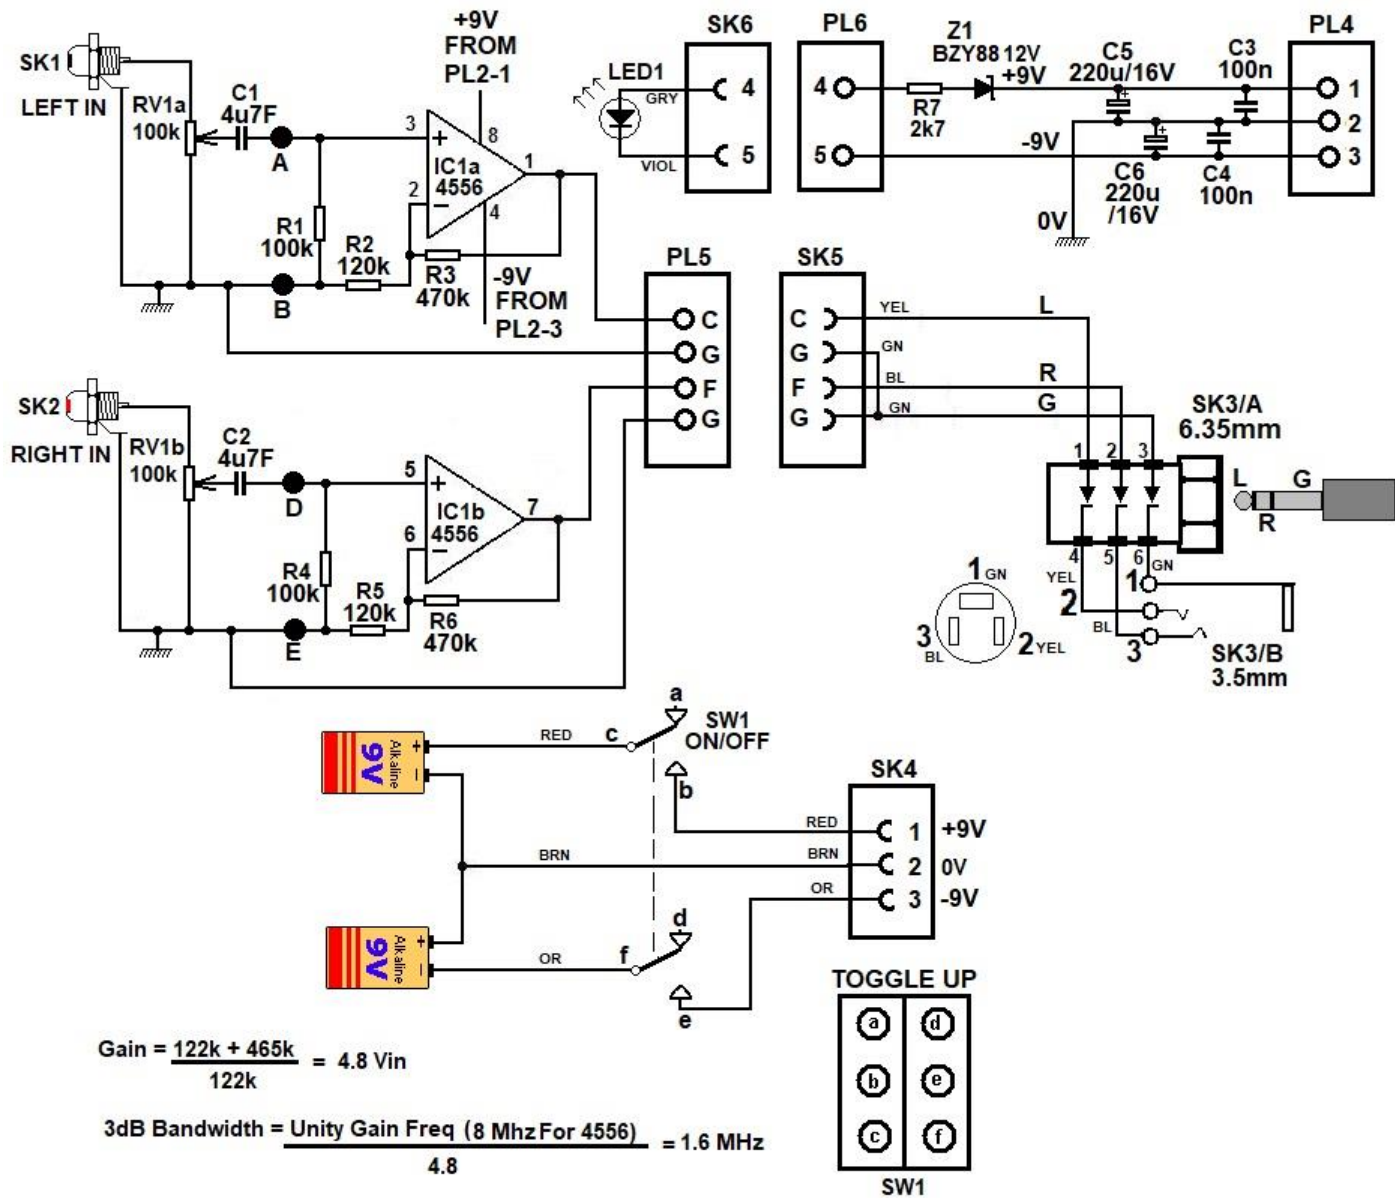 +9V
FROM
PL2-1
SK1
LEFT IN
RV1a
100k
C1
4u7F
A
3
+
8
IC1a
4556
1
2
−
4
R1
100k
R2
120k
R3
470k
B
-9V
FROM
PL2-3
LED1
GRY
VIOL
SK6
4
5
PL6
4
5
Z1
BZY88 12V
+9V
R7
2k7
-9V
0V
C5
220u/16V
+
C3
100n
+
C6
220u
/16V
C4
100n
PL4
1
2
3
PL5
C
G
F
G
SK5
C
G
F
G
YEL
L
GN
BL
R
GN
G
SK2
RIGHT IN
RV1b
100k
C2
4u7F
D
5
+
IC1b
4556
7
6
−
R4
100k
R5
120k
R6
470k
E
SK3/A
6.35mm
1
2
3
L
G
R
4
5
6
GN
YEL
1
2
BL
3
SK3/B
3.5mm
1 GN
3
BL
2 YEL
Alkaline
9V
+
−
RED
c
a
SW1
ON/OFF
b
RED
BRN
BRN
OR
SK4
1
+9V
2
0V
3
-9V
Alkaline
9V
+
−
OR
f
d
e
TOGGLE UP
a
d
b
e
c
f
SW1
Gain = 122k + 465k = 4.8 Vin
122k
3dB Bandwidth = Unity Gain Freq (8 Mhz For 4556) = 1.6 MHz
4.8